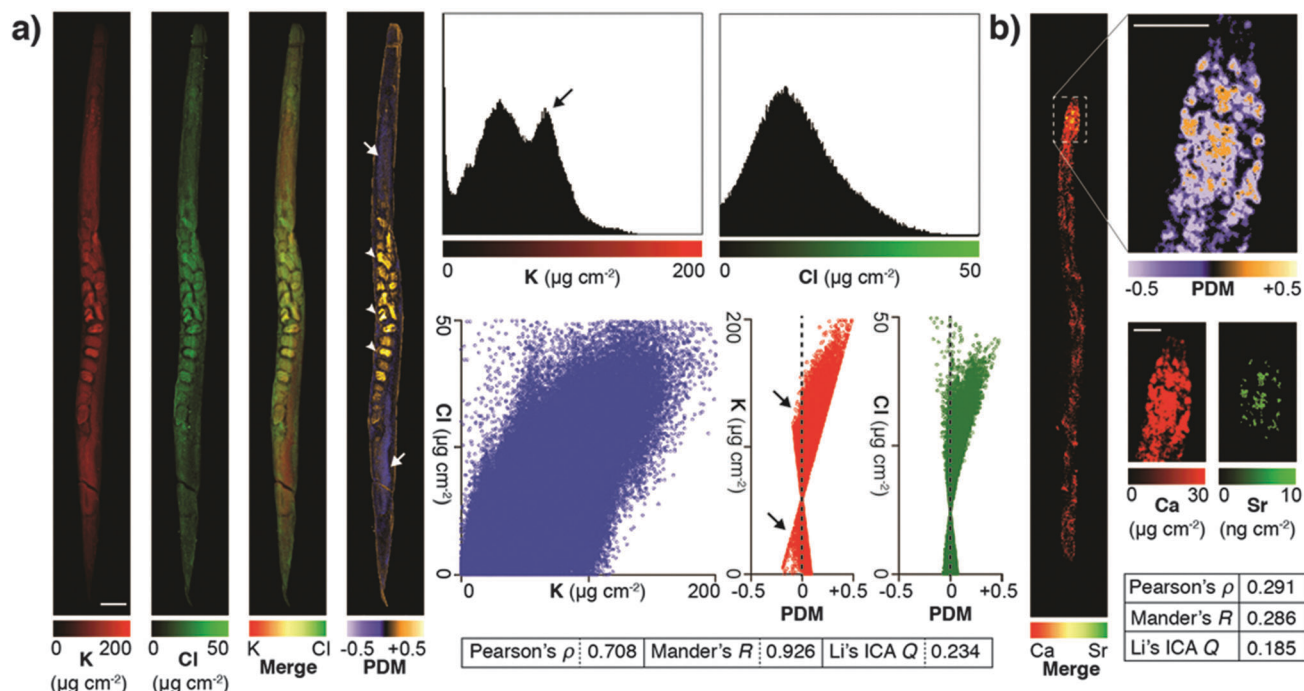 a)
0 200
K
(µg cm⁻²)
0 50
Cl
(µg cm⁻²)
K Cl
Merge
-0.5 +0.5
PDM
0 200
K (µg cm⁻²)
0 50
Cl (µg cm⁻²)
50
Cl (µg cm⁻²)
0
0 K (µg cm⁻²) 200
200
K (µg cm⁻²)
0
-0.5 +0.5
PDM
50
Cl (µg cm⁻²)
0
-0.5 +0.5
PDM
Pearson's ρ 0.708 Mander's R 0.926 Li's ICA Q 0.234
b)
Ca Sr
Merge
-0.5 PDM +0.5
0 30
Ca
(µg cm⁻²)
0 10
Sr
(ng cm⁻²)
Pearson's ρ 0.291
Mander's R 0.286
Li's ICA Q 0.185